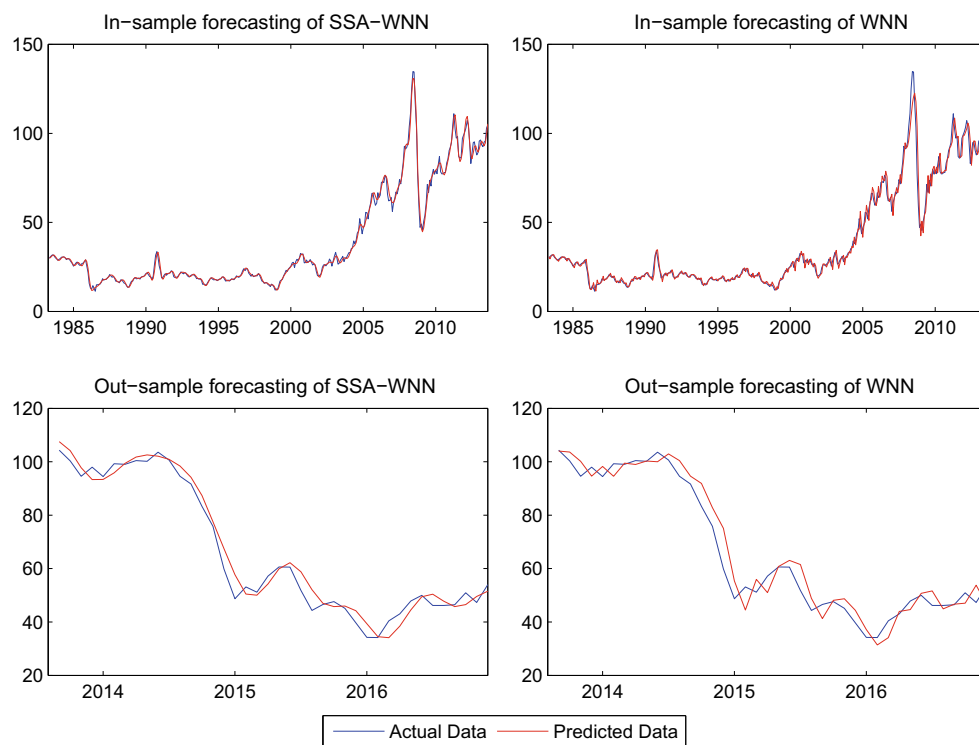 In−sample forecasting of SSA−WNN
150
100
50
0
1985 1990 1995 2000 2005 2010
In−sample forecasting of WNN
150
100
50
0
1985 1990 1995 2000 2005 2010
Out−sample forecasting of SSA−WNN
120
100
80
60
40
20
2014 2015 2016
Out−sample forecasting of WNN
120
100
80
60
40
20
2014 2015 2016
Actual Data Predicted Data